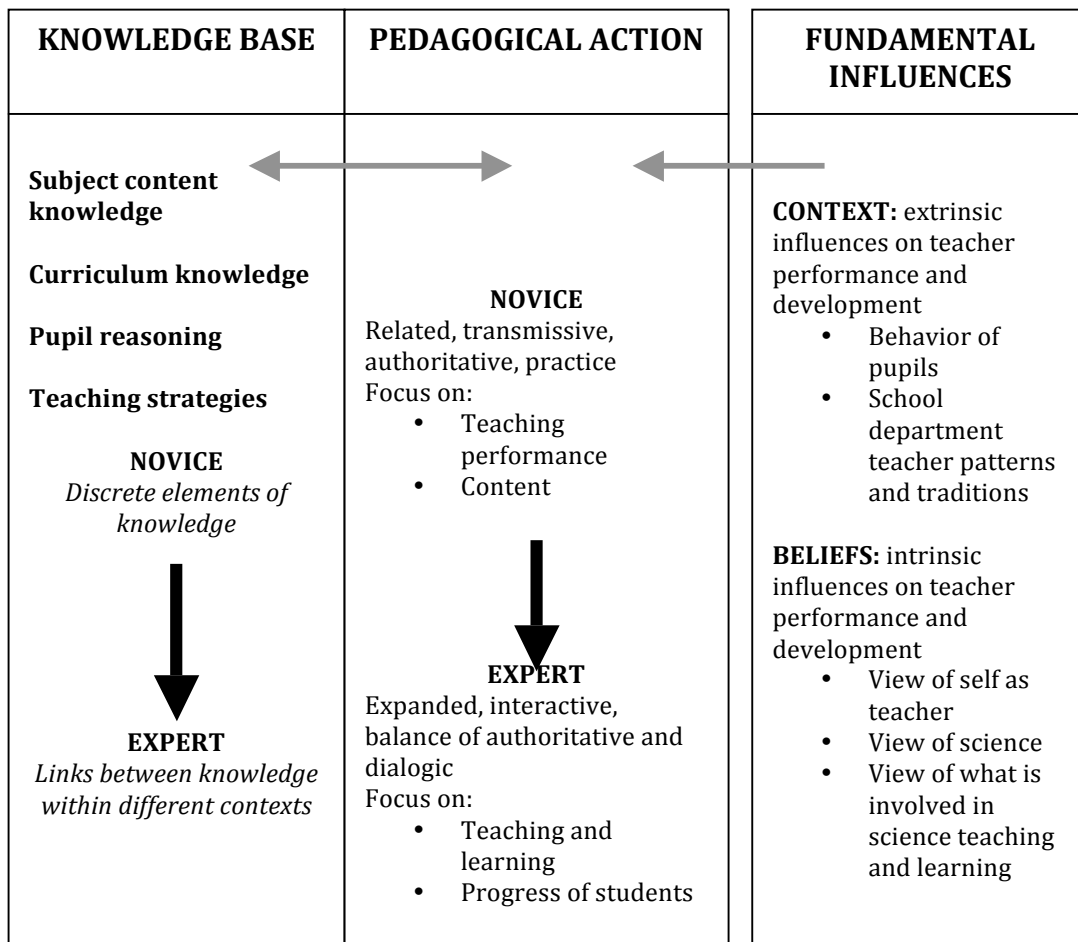 KNOWLEDGE BASE
Subject content
knowledge
Curriculum knowledge
Pupil reasoning
Teaching strategies
NOVICE
Discrete elements of
knowledge
EXPERT
Links between knowledge
within different contexts
PEDAGOGICAL ACTION
NOVICE
Related, transmissive,
authoritative, practice
Focus on:
• Teaching
performance
• Content
EXPERT
Expanded, interactive,
balance of authoritative and
dialogic
Focus on:
• Teaching and
learning
• Progress of students
FUNDAMENTAL
INFLUENCES
CONTEXT: extrinsic
influences on teacher
performance and
development
• Behavior of
pupils
• School
department
teacher patterns
and traditions
BELIEFS: intrinsic
influences on teacher
performance and
development
• View of self as
teacher
• View of science
• View of what is
involved in
science teaching
and learning